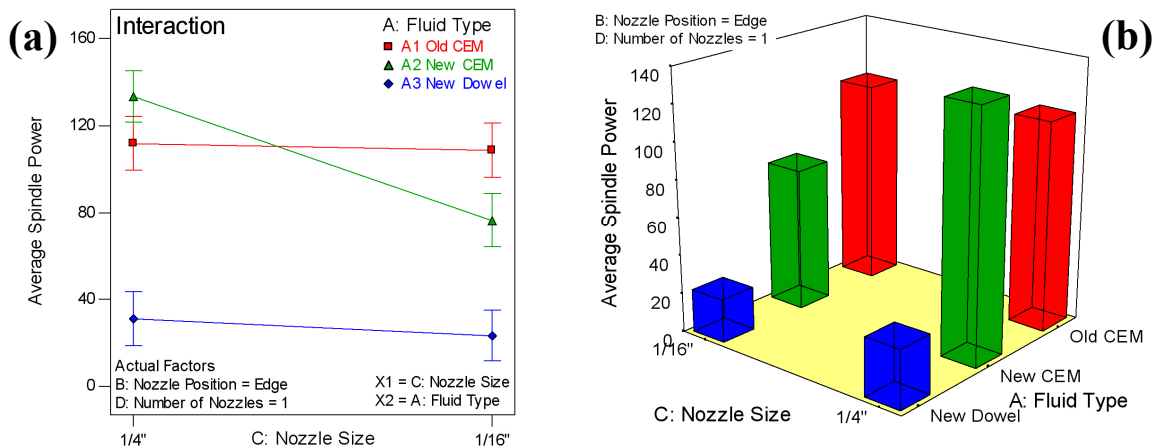 (a)
Interaction
A: Fluid Type
A1 Old CEM
A2 New CEM
A3 New Dowel
160
120
80
40
0
Average Spindle Power
Actual Factors
B: Nozzle Position = Edge
D: Number of Nozzles = 1
X1 = C: Nozzle Size
X2 = A: Fluid Type
1/4"
C: Nozzle Size
1/16"
(b)
B: Nozzle Position = Edge
D: Number of Nozzles = 1
140
120
100
80
60
40
20
0
Average Spindle Power
1/16"
C: Nozzle Size
1/4"
New Dowel
New CEM
Old CEM
A: Fluid Type